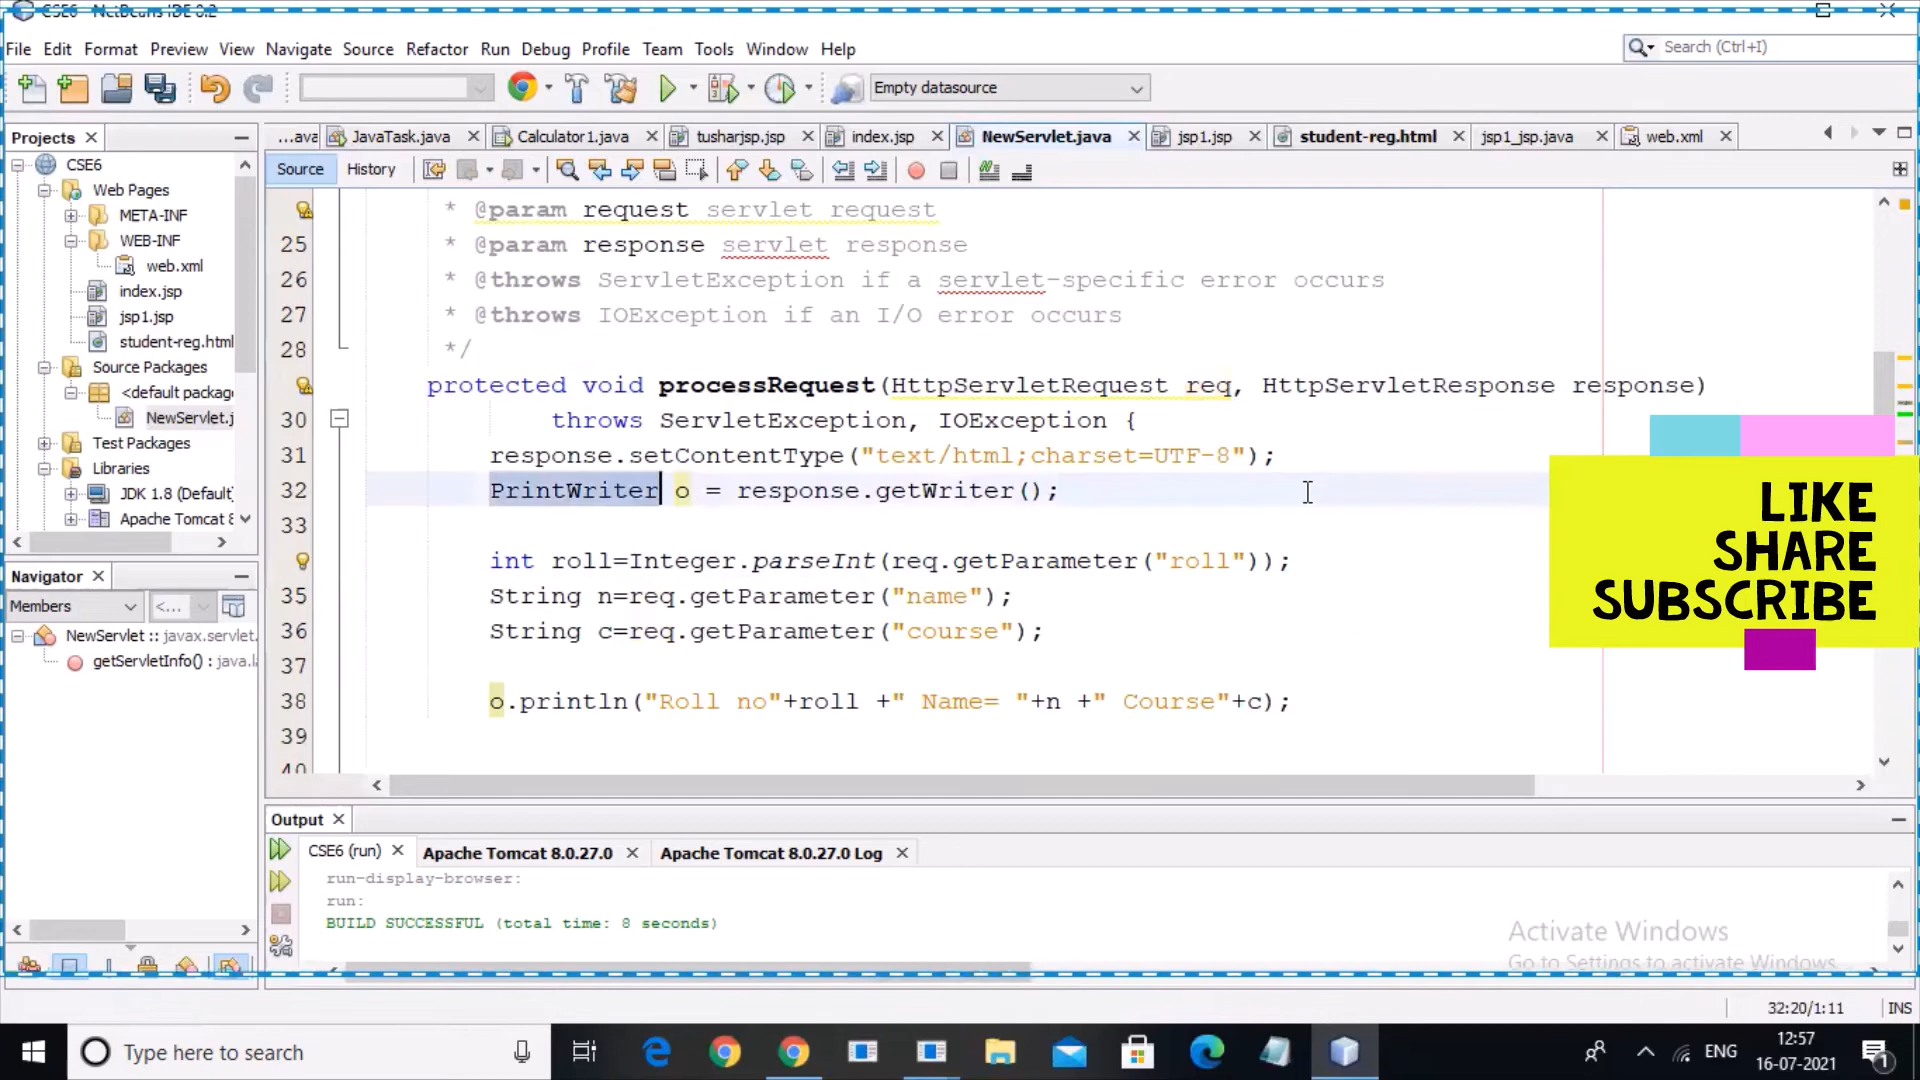 CSE6 - NetBeans IDE 8.2
File Edit Format Preview View Navigate Source Refactor Run Debug Profile Team Tools Window Help
Search (Ctrl+I)
Empty datasource
Projects
...ava JavaTask.java Calculator1.java tusharjsp.jsp index.jsp NewServlet.java jsp1.jsp student-reg.html jsp1_jsp.java web.xml
Source History
CSE6
Web Pages
META-INF
WEB-INF
web.xml
index.jsp
jsp1.jsp
student-reg.html
Source Packages
<default packag
NewServlet.j
Test Packages
Libraries
JDK 1.8 (Default
Apache Tomcat 8
Navigator
Members <...
NewServlet :: javax.servlet.
getServletInfo() : java.l
* @param request servlet request
25 * @param response servlet response
26 * @throws ServletException if a servlet-specific error occurs
27 * @throws IOException if an I/O error occurs
28 */
protected void processRequest(HttpServletRequest req, HttpServletResponse response)
30 throws ServletException, IOException {
31 response.setContentType("text/html;charset=UTF-8");
32 PrintWriter o = response.getWriter();
33
int roll=Integer.parseInt(req.getParameter("roll"));
35 String n=req.getParameter("name");
36 String c=req.getParameter("course");
37
38 o.println("Roll no"+roll +" Name= "+n +" Course"+c);
39
40
LIKE
SHARE
SUBSCRIBE
Output
CSE6 (run) Apache Tomcat 8.0.27.0 Apache Tomcat 8.0.27.0 Log
run-display-browser:
run:
BUILD SUCCESSFUL (total time: 8 seconds)
Activate Windows
Go to Settings to activate Windows.
32:20/1:11 INS
Type here to search
ENG
12:57
16-07-2021
1